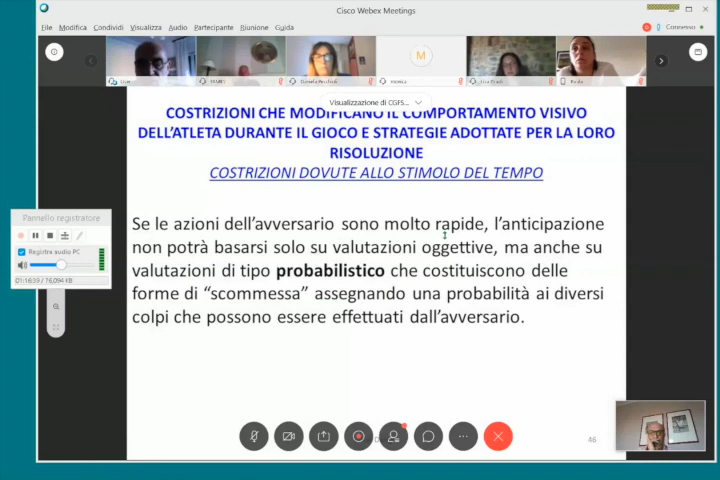 Cisco Webex Meetings
File Modifica Condividi Visualizza Audio Partecipante Riunione Guida
Connesso
M
monica
Visualizzazione di CGFS...
COSTRIZIONI CHE MODIFICANO IL COMPORTAMENTO VISIVO
DELL'ATLETA DURANTE IL GIOCO E STRATEGIE ADOTTATE PER LA LORO
RISOLUZIONE
COSTRIZIONI DOVUTE ALLO STIMOLO DEL TEMPO
Pannello registratore
Registra audio PC
01:16:39 / 76,094 KB
Se le azioni dell'avversario sono molto rapide, l'anticipazione
non potrà basarsi solo su valutazioni oggettive, ma anche su
valutazioni di tipo probabilistico che costituiscono delle
forme di "scommessa" assegnando una probabilità ai diversi
colpi che possono essere effettuati dall'avversario.
46